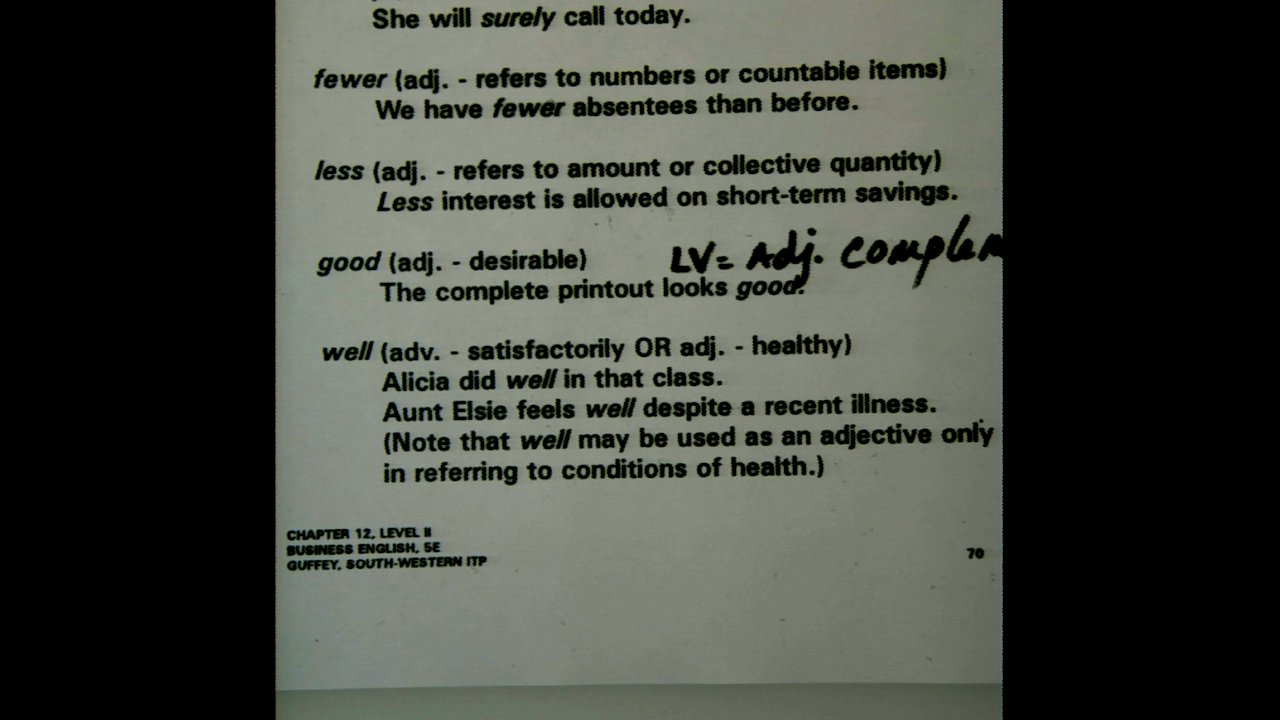 She will surely call today.
fewer (adj. - refers to numbers or countable items)
We have fewer absentees than before.
less (adj. - refers to amount or collective quantity)
Less interest is allowed on short-term savings.
good (adj. - desirable) LV= Adj. complem
The complete printout looks good.
well (adv. - satisfactorily OR adj. - healthy)
Alicia did well in that class.
Aunt Elsie feels well despite a recent illness.
(Note that well may be used as an adjective only
in referring to conditions of health.)
CHAPTER 12, LEVEL II
BUSINESS ENGLISH, 5E
GUFFEY, SOUTH-WESTERN ITP
70